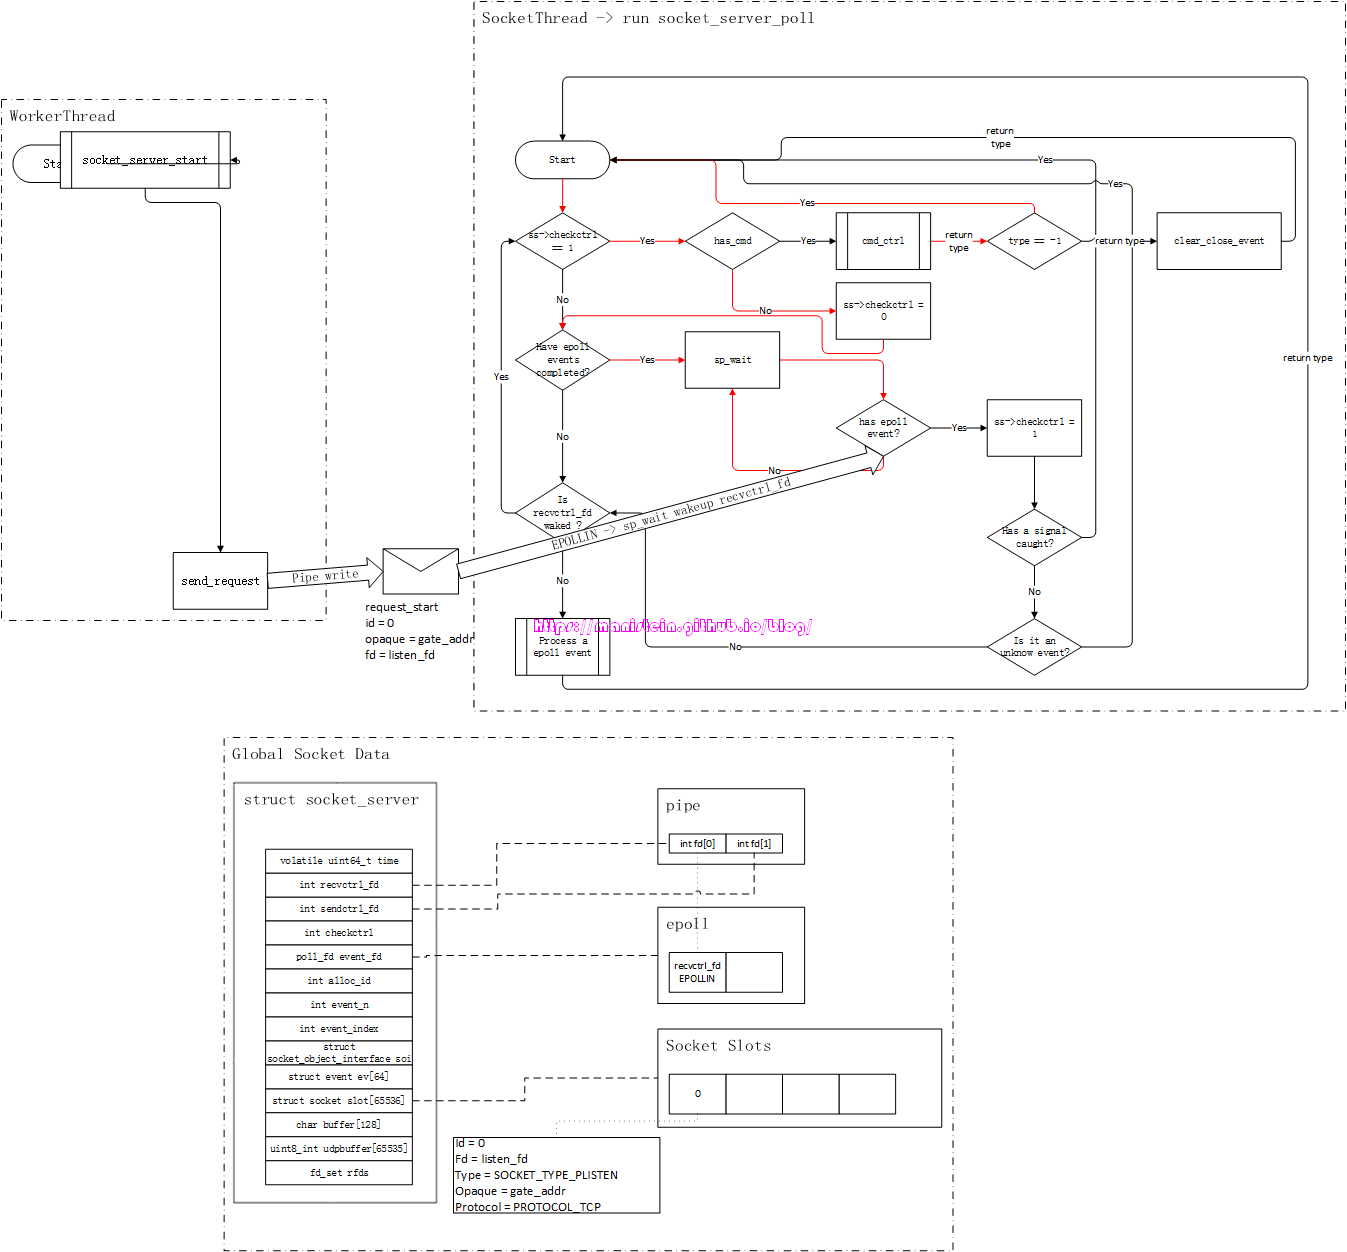 SocketThread -> run socket_server_poll
WorkerThread
Sta
socket_server_start
send_request
Pipe write
request_start
id = 0
opaque = gate_addr
fd = listen_fd
EPOLLIN -> sp_wait wakeup recvctrl_fd
Start
return
type
Yes
Yes
Yes
ss->checkctrl
== 1
Yes
has_cmd
Yes
cmd_ctrl
return
type
type == -1
return type
clear_close_event
No
No
ss->checkctrl =
0
Have epoll
events
completed?
Yes
sp_wait
return type
Yes
has epoll
event?
Yes
ss->checkctrl =
1
No
No
Is
recvctrl_fd
waked ?
Has a signal
caught?
No
No
https://manistein.github.io/blog/
Process a
epoll event
No
Is it an
unknow event?
Global Socket Data
struct socket_server
volatile uint64_t time
int recvctrl_fd
int sendctrl_fd
int checkctrl
poll_fd event_fd
int alloc_id
int event_n
int event_index
struct
socket_object_interface soi
struct event ev[64]
struct socket slot[65536]
char buffer[128]
uint8_int udpbuffer[65535]
fd_set rfds
pipe
int fd[0]
int fd[1]
epoll
recvctrl_fd
EPOLLIN
Socket Slots
0
Id = 0
Fd = listen_fd
Type = SOCKET_TYPE_PLISTEN
Opaque = gate_addr
Protocol = PROTOCOL_TCP